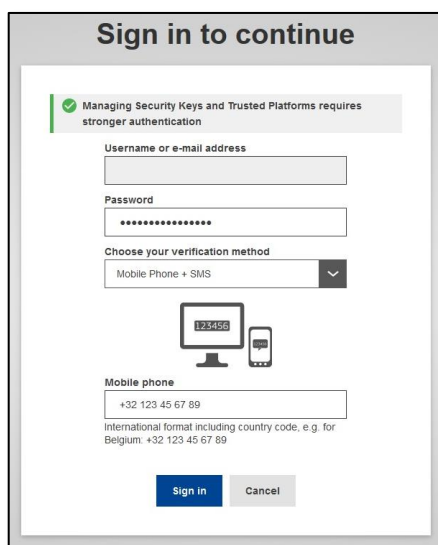 Sign in to continue
Managing Security Keys and Trusted Platforms requires
stronger authentication
Username or e-mail address
Password
Choose your verification method
Mobile Phone + SMS
123456
Mobile phone
+32 123 45 67 89
International format including country code, e.g. for
Belgium: +32 123 45 67 89
Sign in Cancel